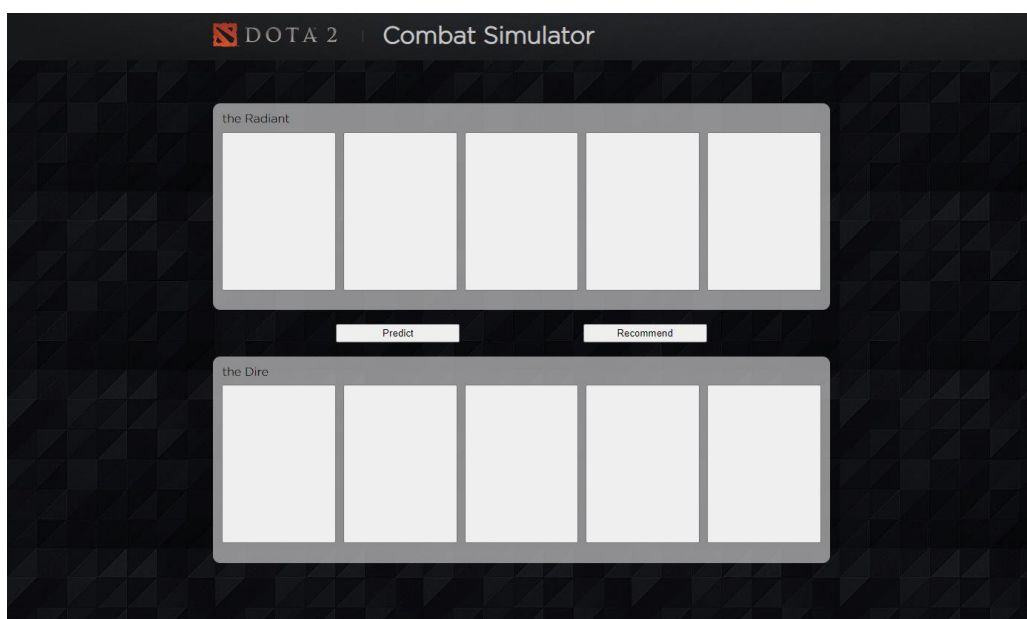 DOTA 2 | Combat Simulator
the Radiant
Predict Recommend
the Dire